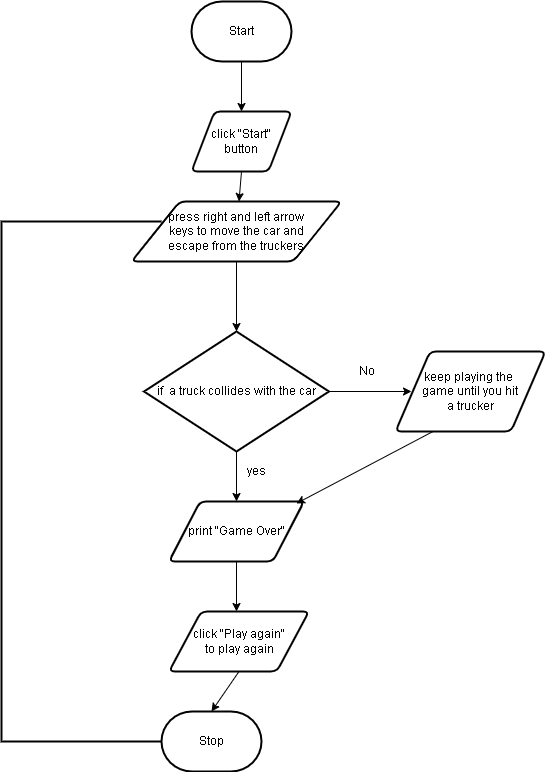 Start
click "Start"
button
press right and left arrow
keys to move the car and
escape from the truckers
if a truck collides with the car
No
keep playing the
game until you hit
a trucker
yes
print "Game Over"
click "Play again"
to play again
Stop